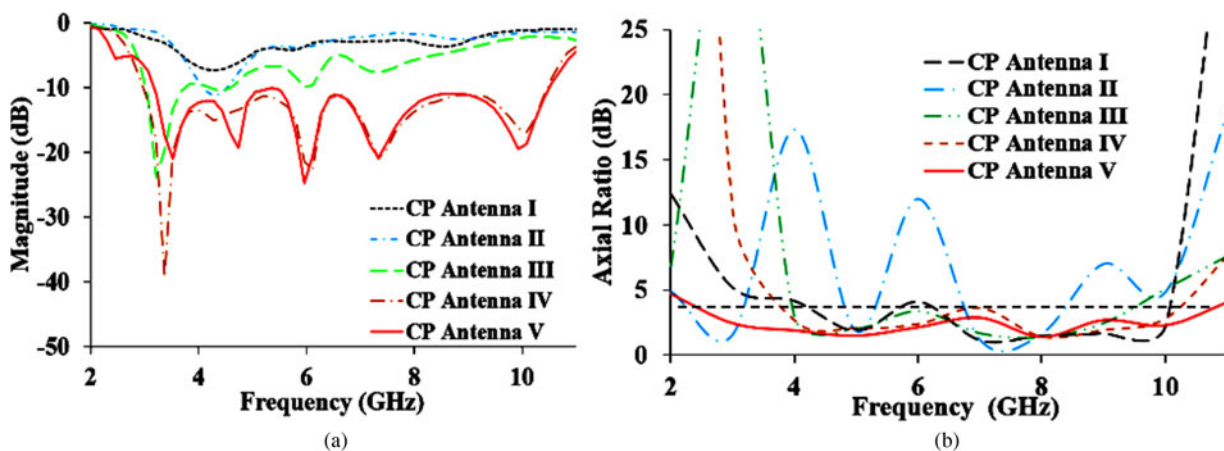 0
-10
-20
-30
-40
-50
Magnitude (dB)
CP Antenna I
CP Antenna II
CP Antenna III
CP Antenna IV
CP Antenna V
2 4 6 8 10
Frequency (GHz)
(a)
25
20
15
10
5
0
Axial Ratio (dB)
CP Antenna I
CP Antenna II
CP Antenna III
CP Antenna IV
CP Antenna V
2 4 6 8 10
Frequency (GHz)
(b)